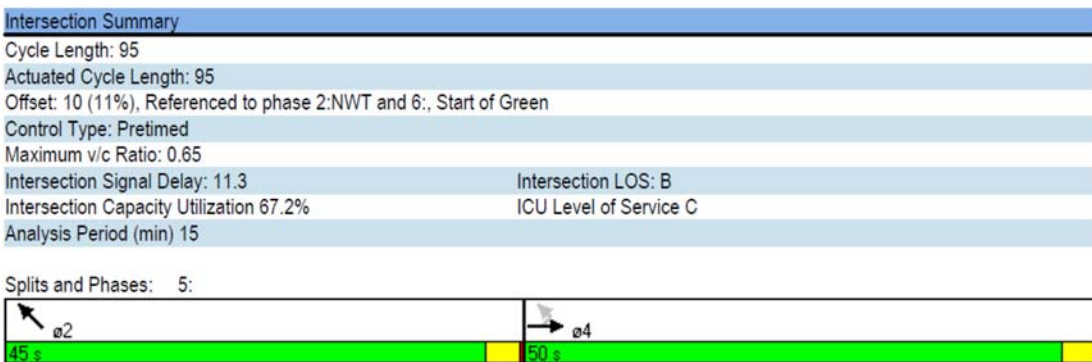 Intersection Summary
Cycle Length: 95
Actuated Cycle Length: 95
Offset: 10 (11%), Referenced to phase 2:NWT and 6:, Start of Green
Control Type: Pretimed
Maximum v/c Ratio: 0.65
Intersection Signal Delay: 11.3 Intersection LOS: B
Intersection Capacity Utilization 67.2% ICU Level of Service C
Analysis Period (min) 15
Splits and Phases: 5:
ø2 ø4
45 s 50 s